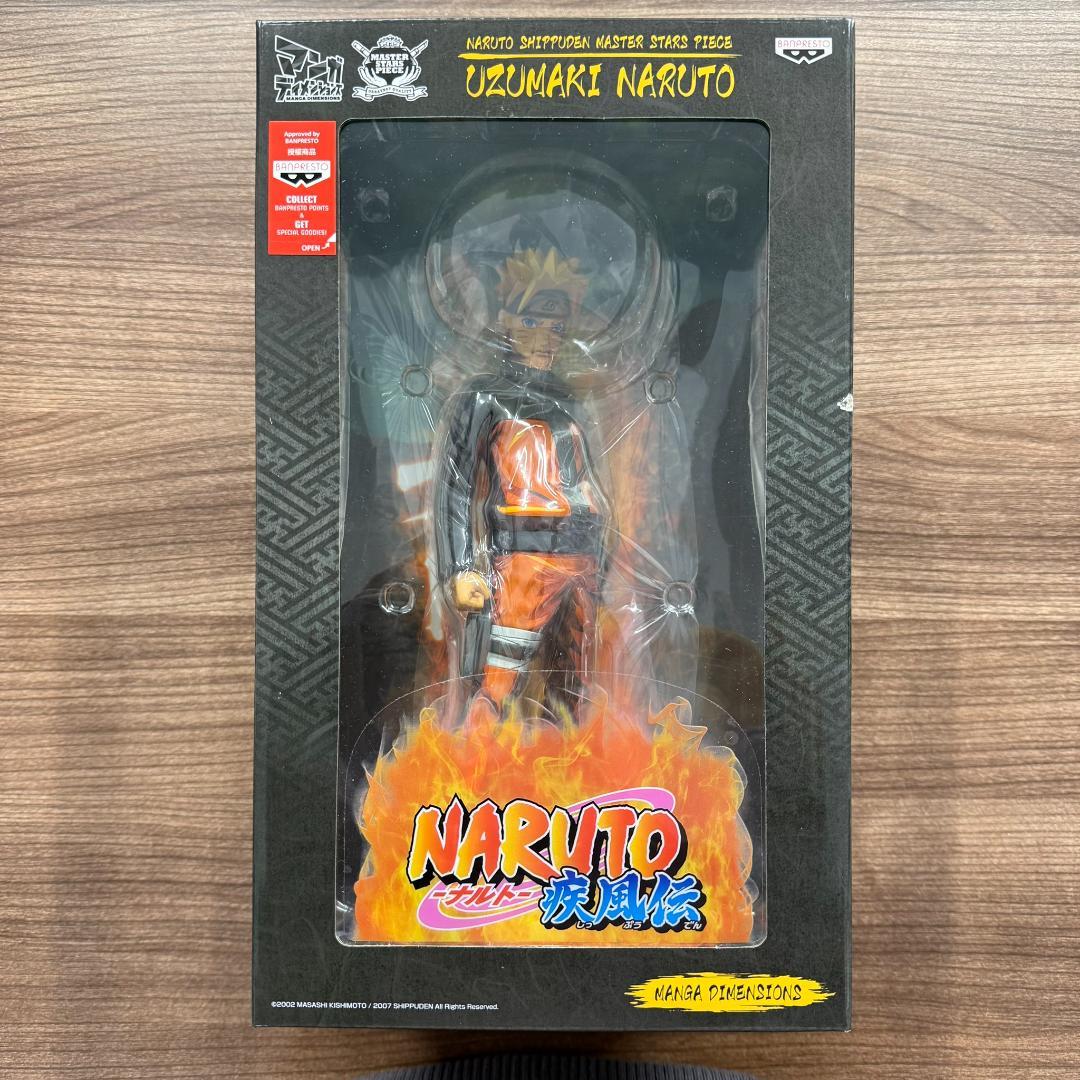 マンガ
ディメンションズ
MANGA DIMENSIONS
MASTER
STARS
PIECE
BANPRESTO QUALITY
NARUTO SHIPPUDEN MASTER STARS PIECE
UZUMAKI NARUTO
BANPRESTO
Approved by
BANPRESTO
授權商品
BANPRESTO
COLLECT
BANPRESTO POINTS
&
GET
SPECIAL GOODIES!
OPEN
NARUTO
-ナルト-
疾風伝
しっ ぷう でん
MANGA DIMENSIONS
©2002 MASASHI KISHIMOTO / 2007 SHIPPUDEN All Rights Reserved.